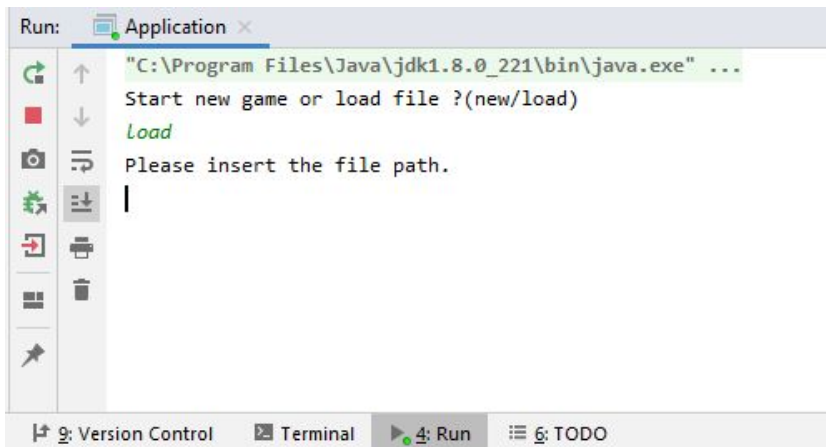 Run: Application
"C:\Program Files\Java\jdk1.8.0_221\bin\java.exe" ...
Start new game or load file ?(new/load)
load
Please insert the file path.
9: Version Control Terminal 4: Run 6: TODO